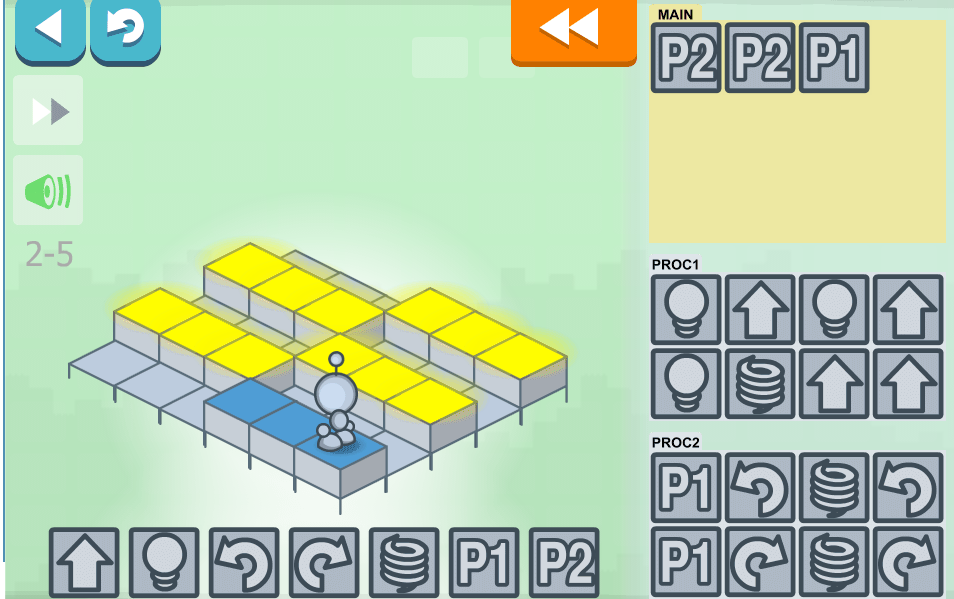 MAIN
P2 P2 P1
2-5
PROC1
PROC2
P1
P1
P1 P2